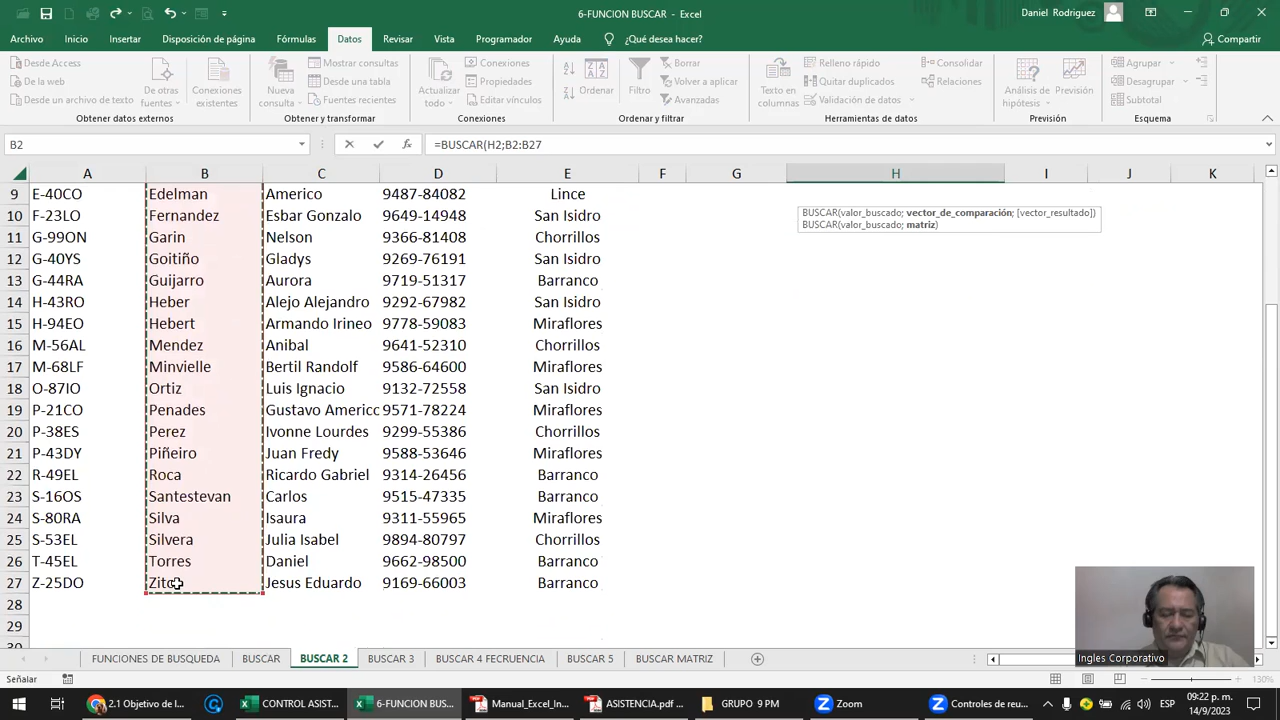 6-FUNCION BUSCAR - Excel
Daniel Rodriguez
Archivo Inicio Insertar Disposición de página Fórmulas Datos Revisar Vista Programador Ayuda ¿Qué desea hacer? Compartir
Desde Access
De la web
Desde un archivo de texto
De otras fuentes
Conexiones existentes
Obtener datos externos
Nueva consulta
Mostrar consultas
Desde una tabla
Fuentes recientes
Obtener y transformar
Actualizar todo
Conexiones
Propiedades
Editar vínculos
Conexiones
Ordenar
Filtro
Borrar
Volver a aplicar
Avanzadas
Ordenar y filtrar
Texto en columnas
Relleno rápido
Quitar duplicados
Validación de datos
Consolidar
Relaciones
Herramientas de datos
Análisis de hipótesis
Previsión
Previsión
Agrupar
Desagrupar
Subtotal
Esquema
B2 =BUSCAR(H2;B2:B27
A B C D E F G H I J K
9 E-40CO Edelman Americo 9487-84082 Lince
BUSCAR(valor_buscado; vector_de_comparación; [vector_resultado])
BUSCAR(valor_buscado; matriz)
10 F-23LO Fernandez Esbar Gonzalo 9649-14948 San Isidro
11 G-99ON Garin Nelson 9366-81408 Chorrillos
12 G-40YS Goitiño Gladys 9269-76191 San Isidro
13 G-44RA Guijarro Aurora 9719-51317 Barranco
14 H-43RO Heber Alejo Alejandro 9292-67982 San Isidro
15 H-94EO Hebert Armando Irineo 9778-59083 Miraflores
16 M-56AL Mendez Anibal 9641-52310 Chorrillos
17 M-68LF Minvielle Bertil Randolf 9586-64600 Miraflores
18 O-87IO Ortiz Luis Ignacio 9132-72558 San Isidro
19 P-21CO Penades Gustavo Americo 9571-78224 Miraflores
20 P-38ES Perez Ivonne Lourdes 9299-55386 Chorrillos
21 P-43DY Piñeiro Juan Fredy 9588-53646 Miraflores
22 R-49EL Roca Ricardo Gabriel 9314-26456 Barranco
23 S-16OS Santestevan Carlos 9515-47335 Barranco
24 S-80RA Silva Isaura 9311-55965 Miraflores
25 S-53EL Silvera Julia Isabel 9894-80797 Chorrillos
26 T-45EL Torres Daniel 9662-98500 Barranco
27 Z-25DO Jesus Eduardo 9169-66003 Barranco
28
29
30
Ingles Corporativo
FUNCIONES DE BUSQUEDA BUSCAR BUSCAR 2 BUSCAR 3 BUSCAR 4 FECRUENCIA BUSCAR 5 BUSCAR MATRIZ
Señalar 130%
2.1 Objetivo de l... CONTROL ASISTE... 6-FUNCION BUS... Manual_Excel_In... ASISTENCIA.pdf ... GRUPO 9 PM Zoom Controles de reu... ESP 09:22 p. m.
14/9/2023